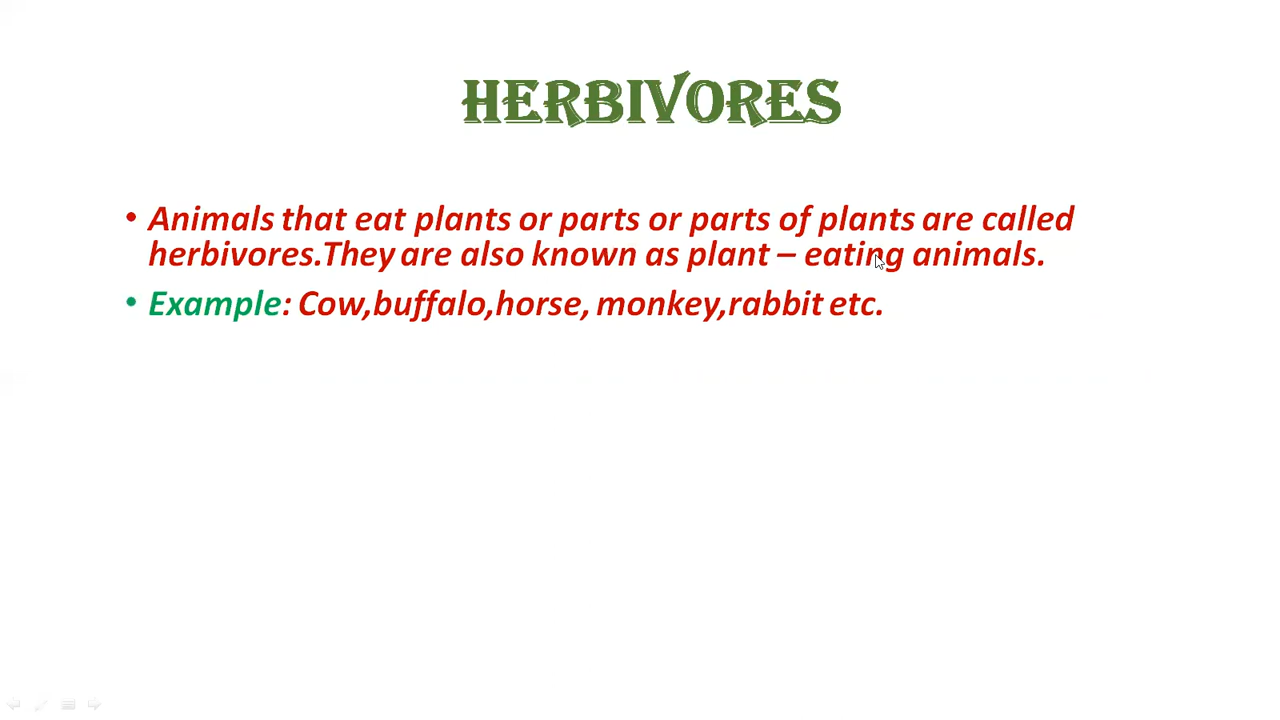 HERBIVORES
• Animals that eat plants or parts or parts of plants are called
herbivores.They are also known as plant – eating animals.
• Example: Cow,buffalo,horse, monkey,rabbit etc.